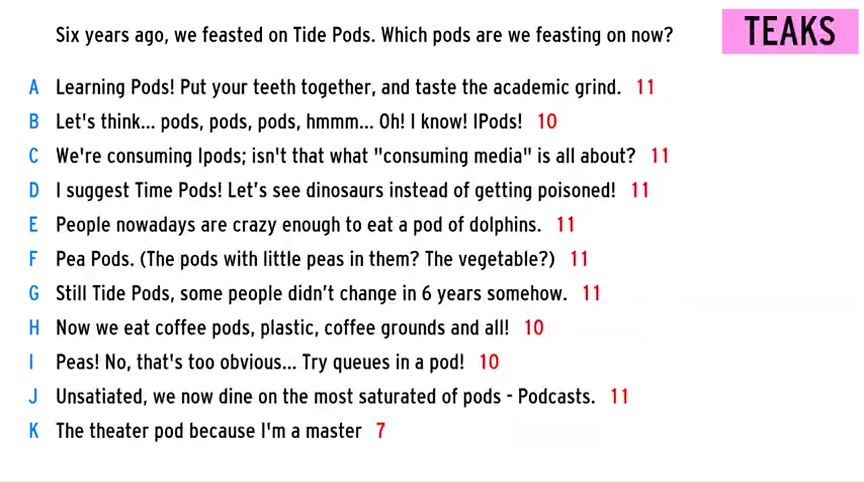 Six years ago, we feasted on Tide Pods. Which pods are we feasting on now?
TEAKS
A Learning Pods! Put your teeth together, and taste the academic grind. 11
B Let's think... pods, pods, pods, hmmm... Oh! I know! IPods! 10
C We're consuming Ipods; isn't that what "consuming media" is all about? 11
D I suggest Time Pods! Let’s see dinosaurs instead of getting poisoned! 11
E People nowadays are crazy enough to eat a pod of dolphins. 11
F Pea Pods. (The pods with little peas in them? The vegetable?) 11
G Still Tide Pods, some people didn’t change in 6 years somehow. 11
H Now we eat coffee pods, plastic, coffee grounds and all! 10
I Peas! No, that's too obvious... Try queues in a pod! 10
J Unsatiated, we now dine on the most saturated of pods - Podcasts. 11
K The theater pod because I'm a master 7